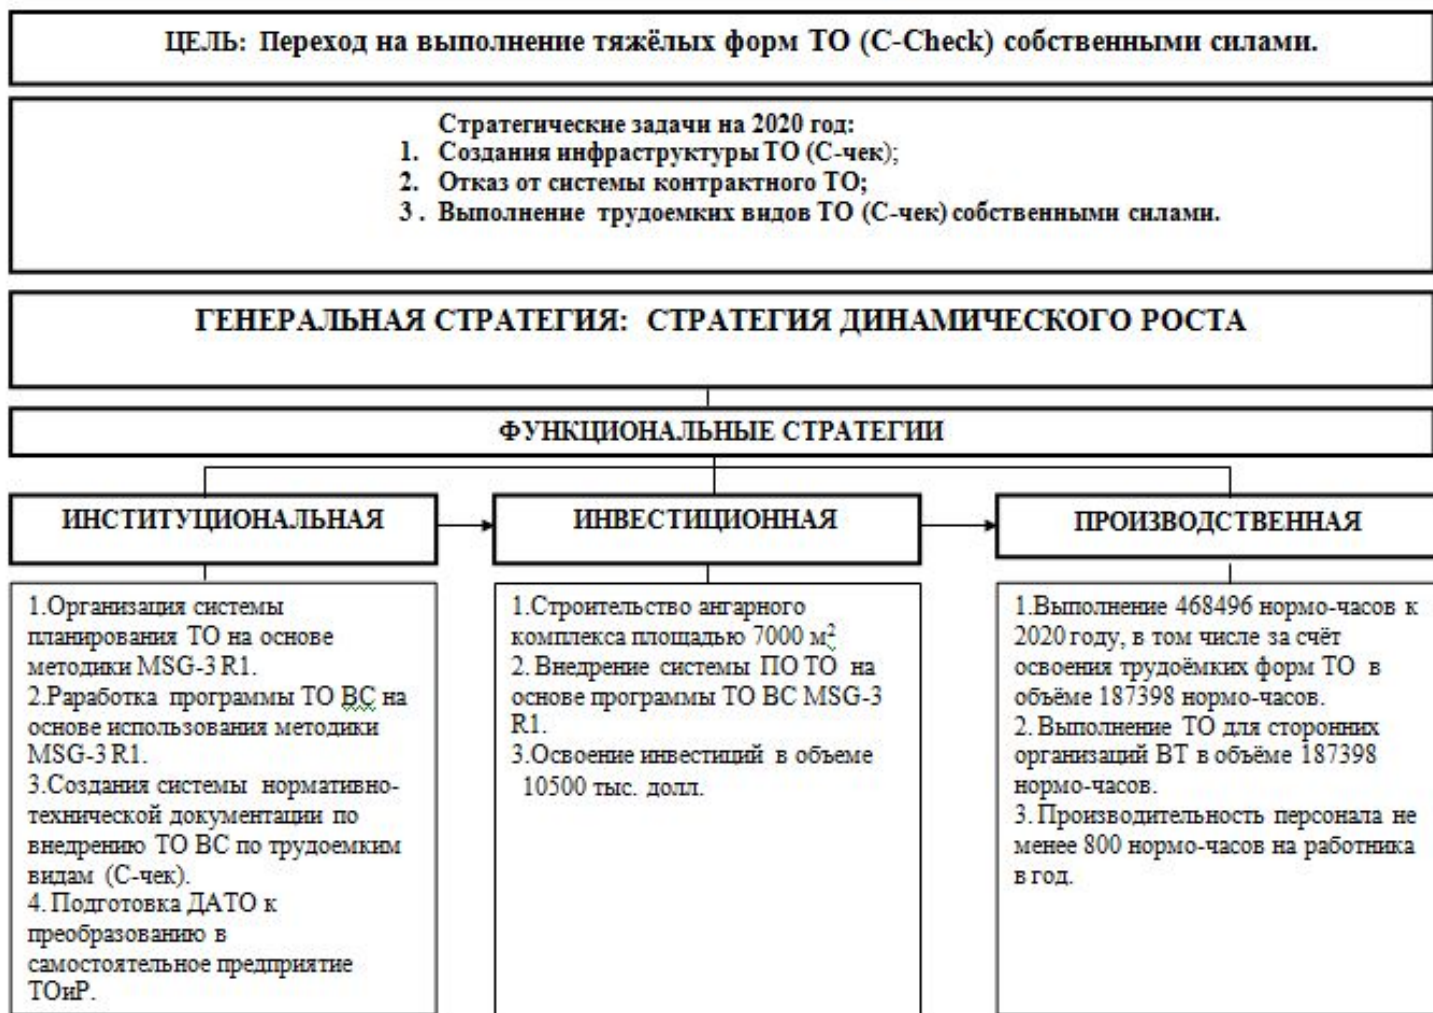 ЦЕЛЬ: Переход на выполнение тяжёлых форм ТО (C-Check) собственными силами.
Стратегические задачи на 2020 год:
1. Создания инфраструктуры ТО (С-чек);
2. Отказ от системы контрактного ТО;
3 . Выполнение трудоемких видов ТО (С-чек) собственными силами.
ГЕНЕРАЛЬНАЯ СТРАТЕГИЯ: СТРАТЕГИЯ ДИНАМИЧЕСКОГО РОСТА
ФУНКЦИОНАЛЬНЫЕ СТРАТЕГИИ
ИНСТИТУЦИОНАЛЬНАЯ
1.Организация системы
планирования ТО на основе
методики MSG-3 R1.
2.Раработка программы ТО ВС на
основе использования методики
MSG-3 R1.
3.Создания системы нормативно-
технической документации по
внедрению ТО ВС по трудоемким
видам (С-чек).
4. Подготовка ДАТО к
преобразованию в
самостоятельное предприятие
ТОиР.
ИНВЕСТИЦИОННАЯ
1.Строительство ангарного
комплекса площадью 7000 м²
2. Внедрение системы ПО ТО на
основе программы ТО ВС MSG-3
R1.
3.Освоение инвестиций в объеме
10500 тыс. долл.
ПРОИЗВОДСТВЕННАЯ
1.Выполнение 468496 нормо-часов к
2020 году, в том числе за счёт
освоения трудоёмких форм ТО в
объёме 187398 нормо-часов.
2. Выполнение ТО для сторонних
организаций ВТ в объёме 187398
нормо-часов.
3. Производительность персонала не
менее 800 нормо-часов на работника
в год.